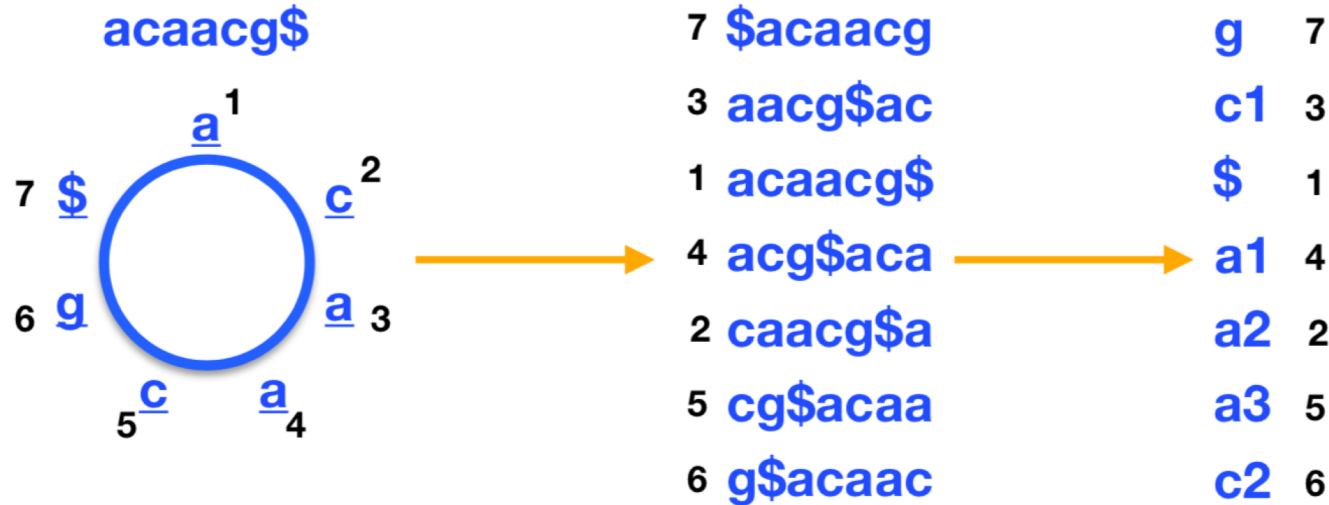 acaacg$
a 1
c 2
a 3
a 4
5 c
6 g
7 $
7 $acaacg
3 aacg$ac
1 acaacg$
4 acg$aca
2 caacg$a
5 cg$acaa
6 g$acaac
g 7
c1 3
$ 1
a1 4
a2 2
a3 5
c2 6